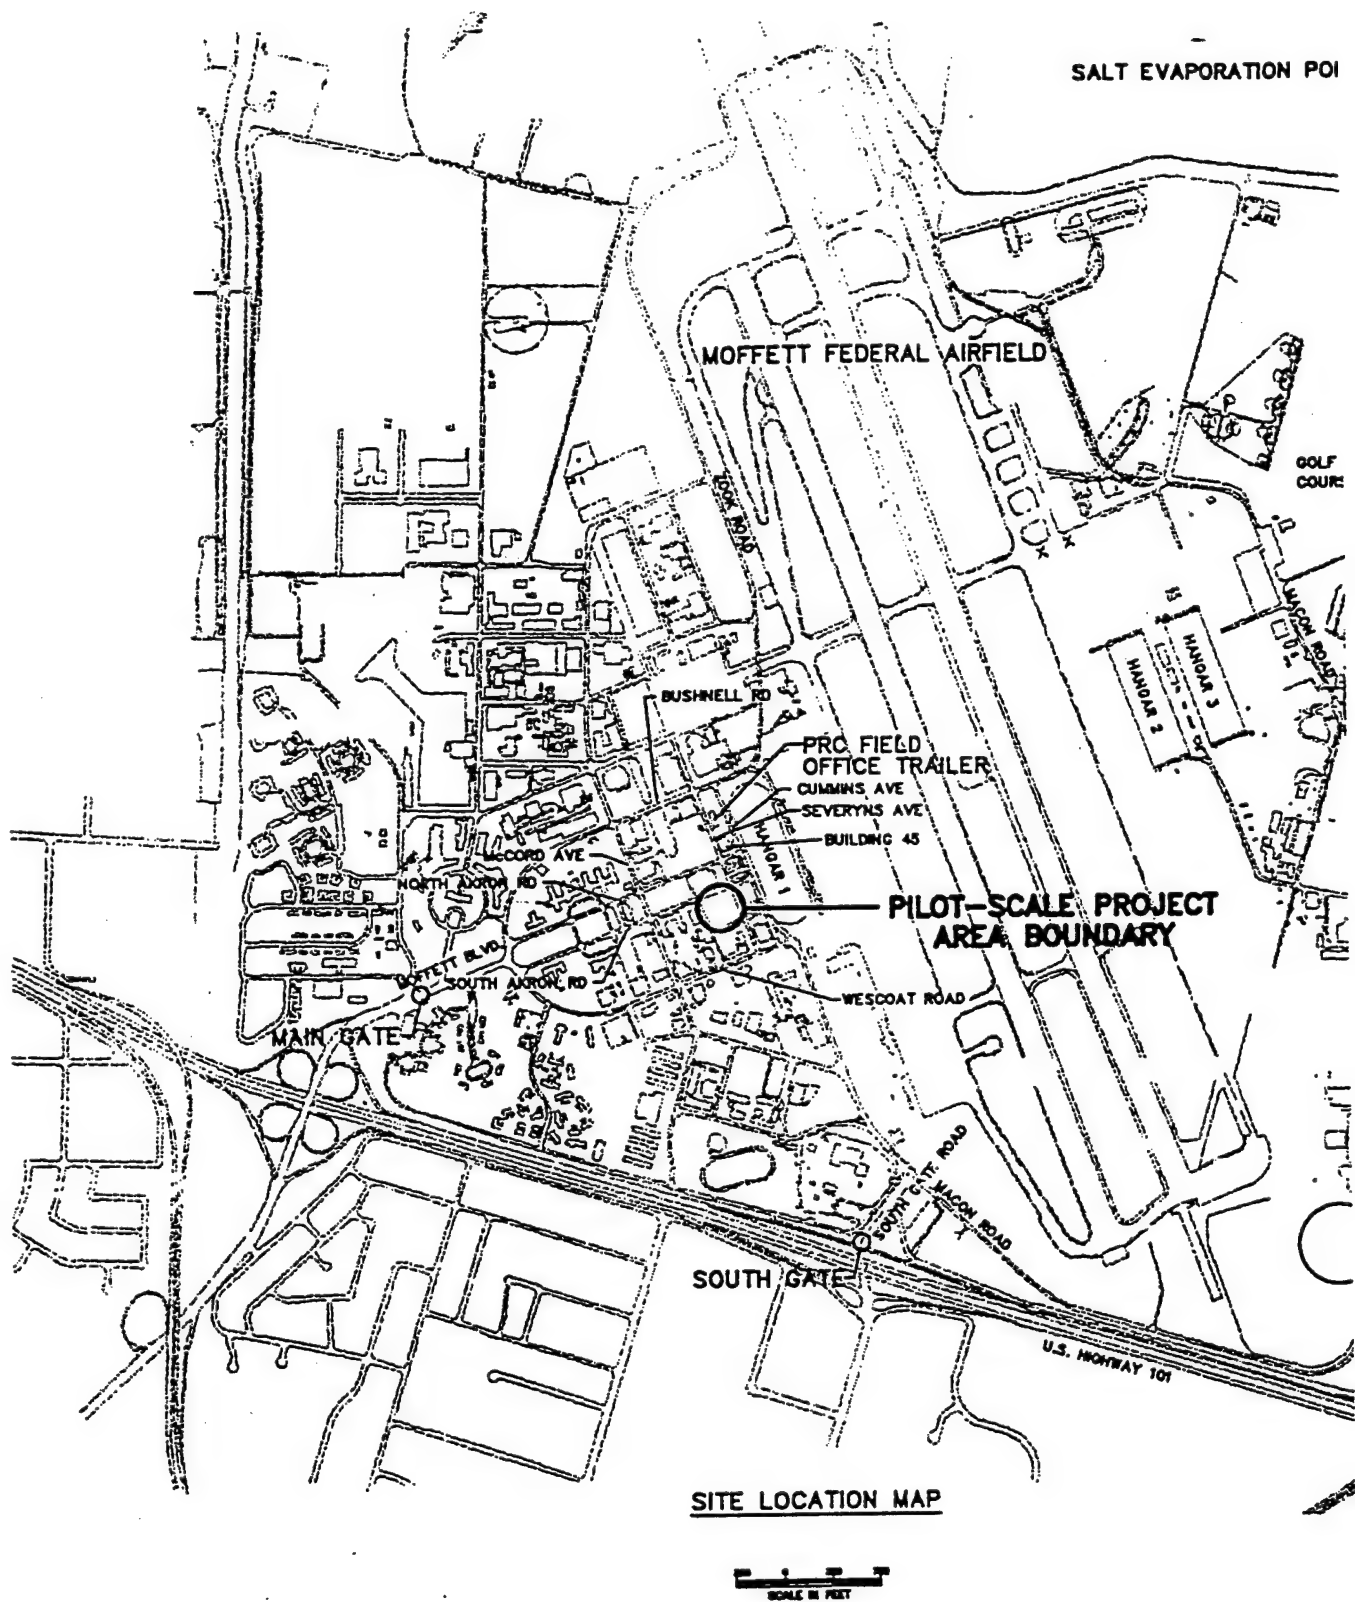 SALT EVAPORATION PO
MOFFETT FEDERAL AIRFIELD
GOLF
COURS
ZOOK ROAD
MACON ROAD
HANGAR 3
HANGAR 2
BUSHNELL RD
PRC FIELD
OFFICE TRAILER
CUMMINS AVE
SEVERYNS AVE
BUILDING 45
HANGAR 1
McCORD AVE
NORTH AKRON RD
PILOT-SCALE PROJECT
AREA BOUNDARY
MOFFETT BLVD.
SOUTH AKRON RD
WESCOAT ROAD
MAIN GATE
SOUTH GATE ROAD
MACON ROAD
SOUTH GATE
U.S. HIGHWAY 101
SITE LOCATION MAP
0
SCALE IN FEET